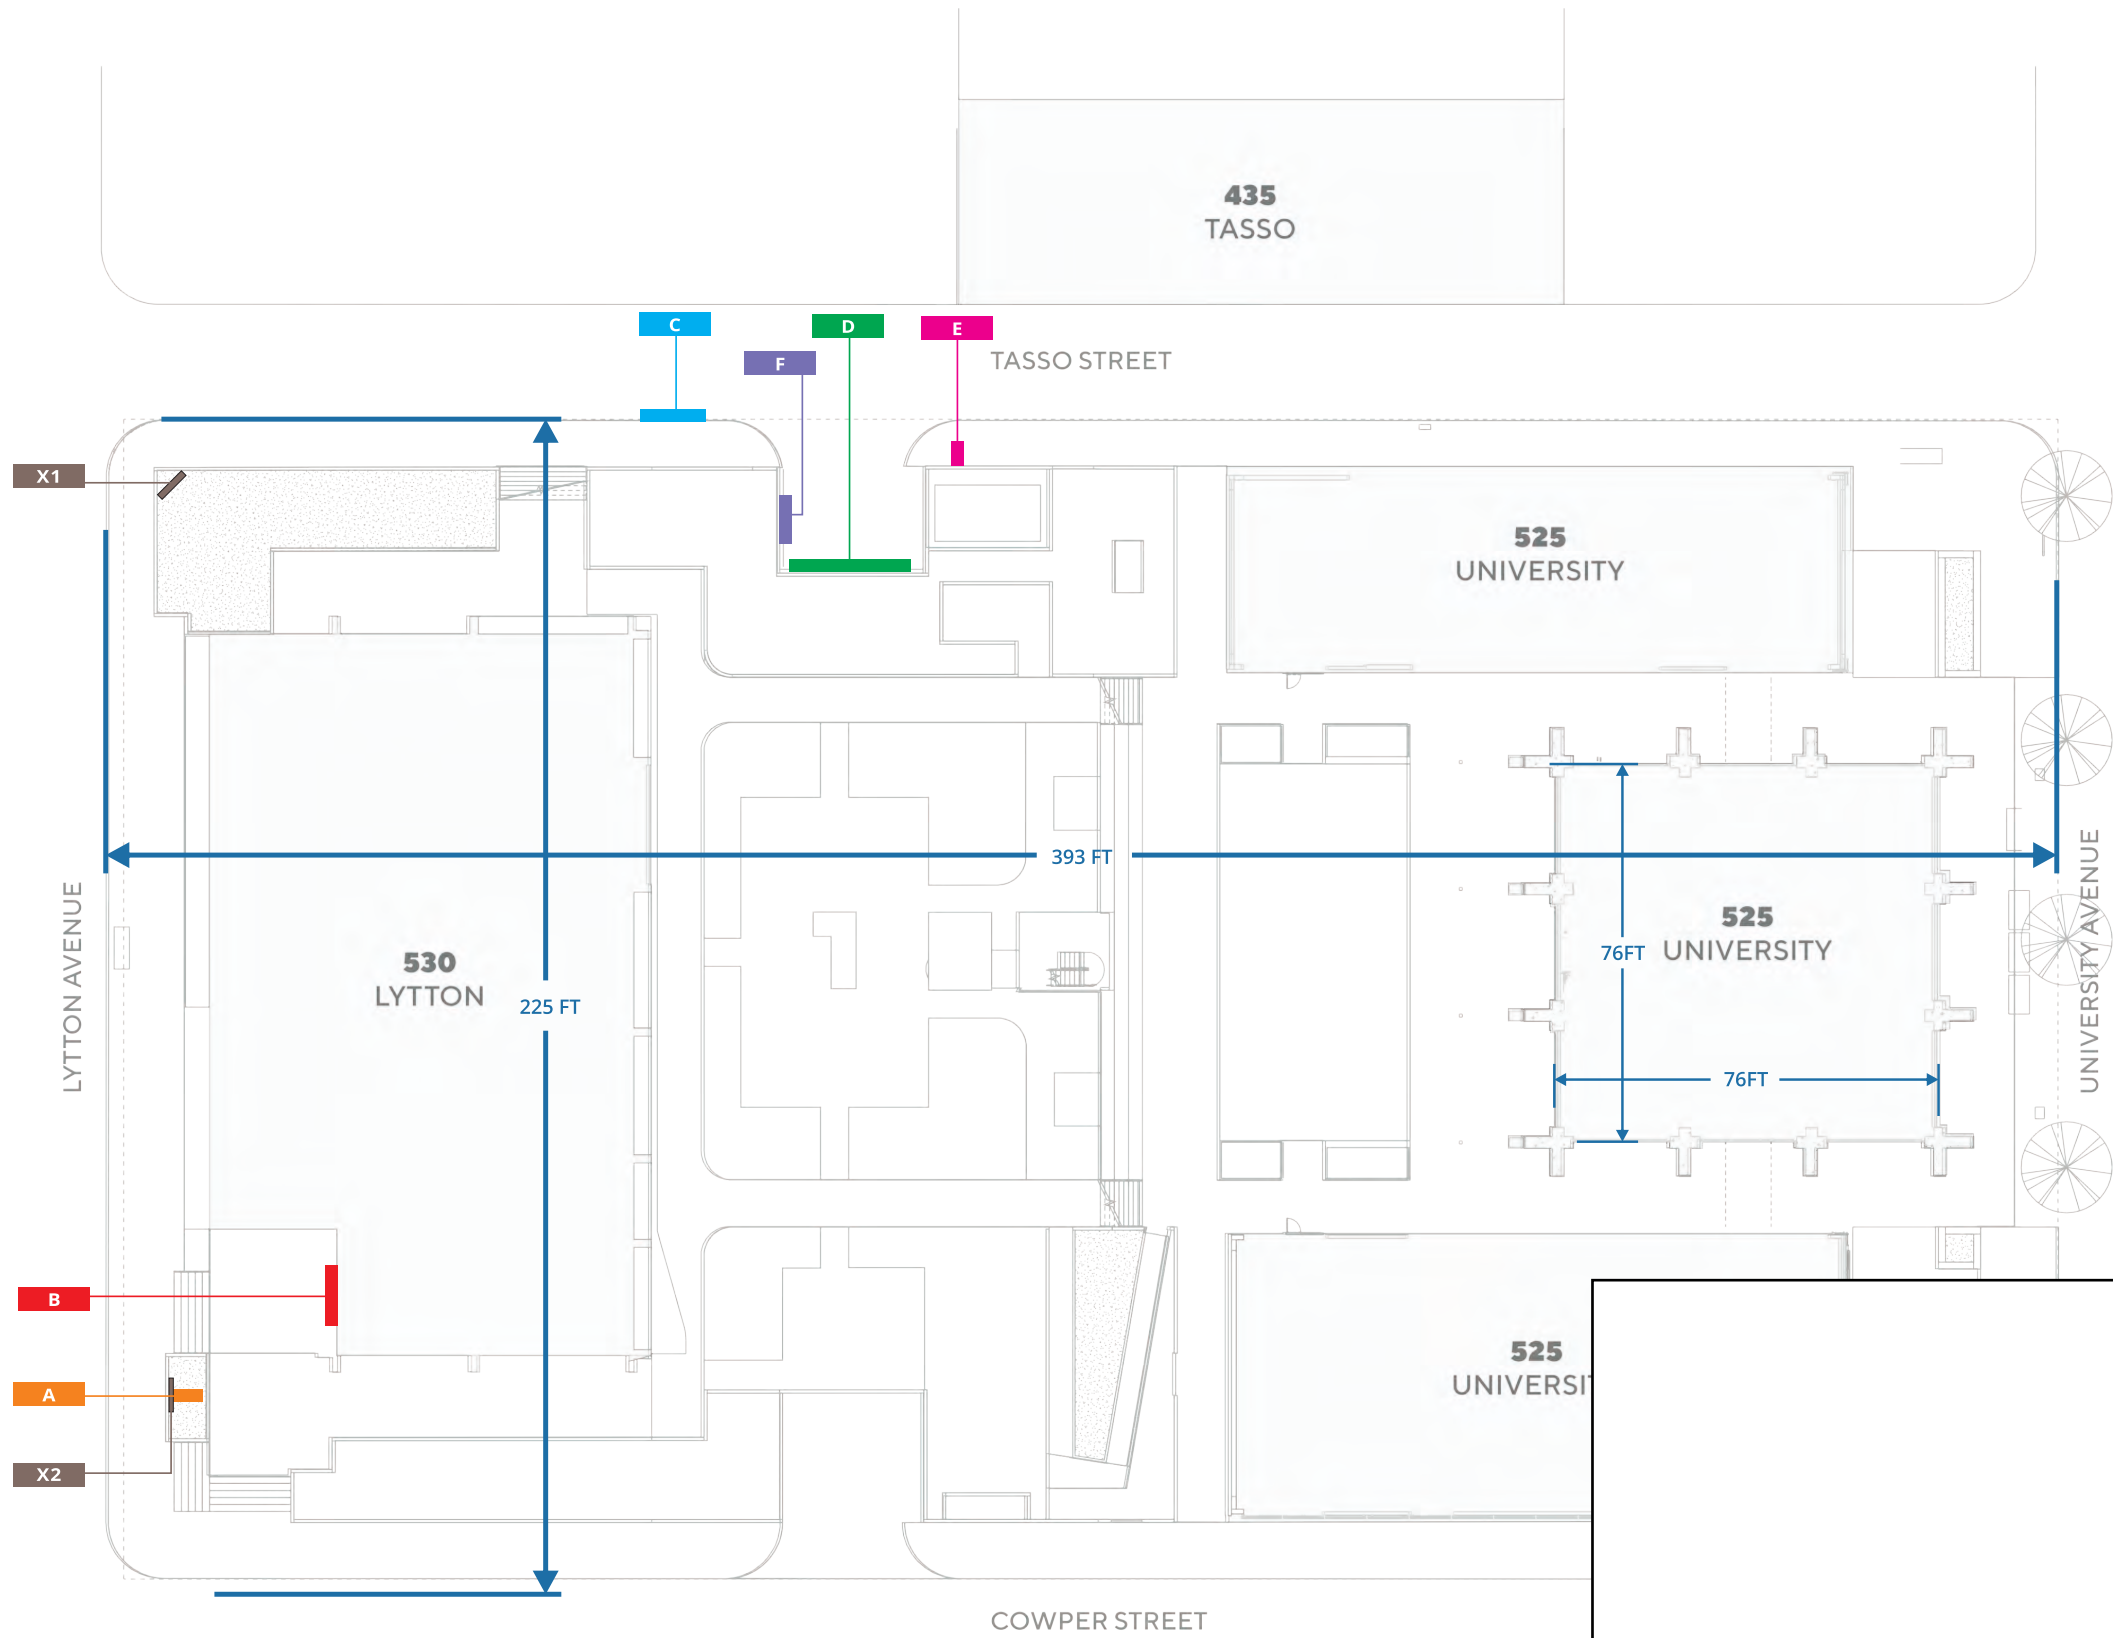 435
TASSO
C
D
E
F
TASSO STREET
X1
525
UNIVERSITY
393 FT
LYTTON AVENUE
530
LYTTON
225 FT
525
UNIVERSITY
76FT
76FT
UNIVERSITY AVENUE
B
A
X2
525
UNIVERSI
COWPER STREET